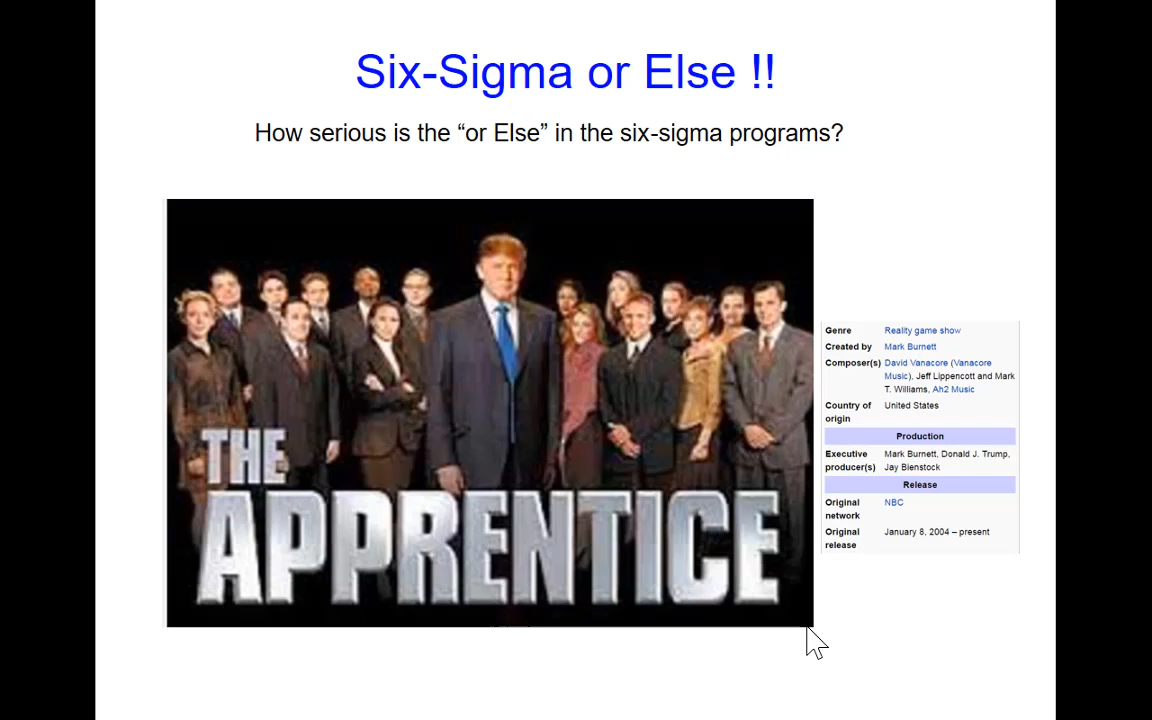 Six-Sigma or Else !!
How serious is the “or Else” in the six-sigma programs?
THE
APPRENTICE
Genre Reality game show
Created by Mark Burnett
Composer(s) David Vanacore (Vanacore
Music), Jeff Lippencott and Mark
T. Williams, Ah2 Music
Country of United States
origin
Production
Executive Mark Burnett, Donald J. Trump,
producer(s) Jay Bienstock
Release
Original NBC
network
Original January 8, 2004 – present
release